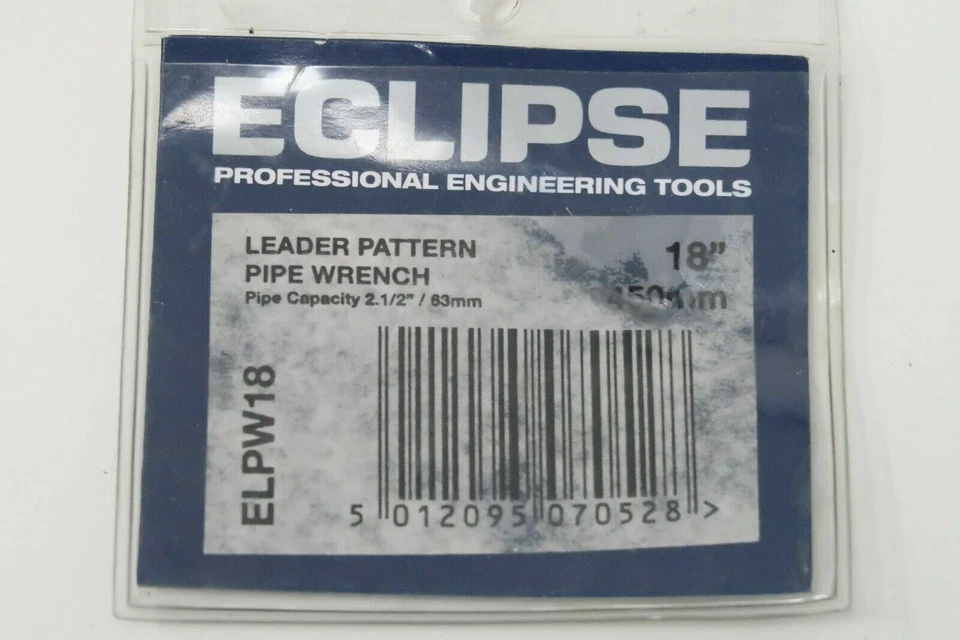 ECLIPSE
PROFESSIONAL ENGINEERING TOOLS
LEADER PATTERN
PIPE WRENCH
Pipe Capacity 2.1/2" / 63mm
18"
450mm
ELPW18
5 012095 070528 >